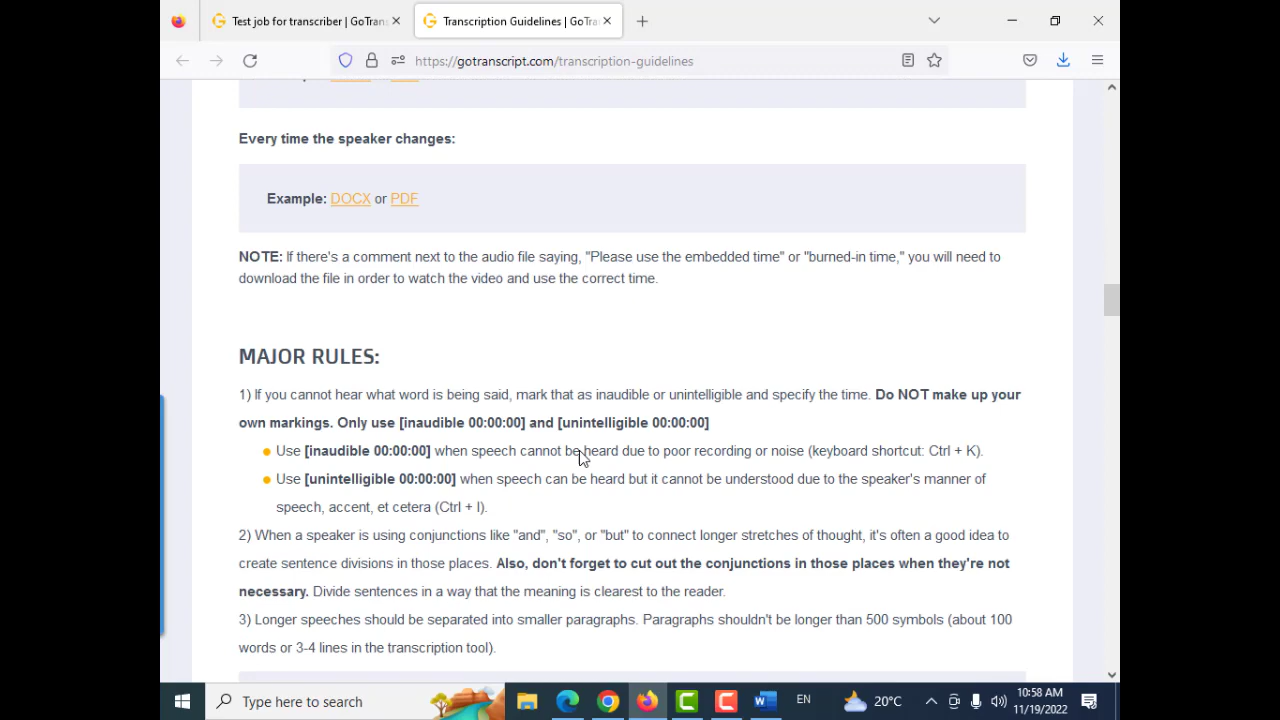 Test job for transcriber | GoTrans
Transcription Guidelines | GoTra
https://gotranscript.com/transcription-guidelines
Every time the speaker changes:
Example: DOCX or PDF
NOTE: If there's a comment next to the audio file saying, "Please use the embedded time" or "burned-in time," you will need to
download the file in order to watch the video and use the correct time.
MAJOR RULES:
1) If you cannot hear what word is being said, mark that as inaudible or unintelligible and specify the time. Do NOT make up your
own markings. Only use [inaudible 00:00:00] and [unintelligible 00:00:00]
Use [inaudible 00:00:00] when speech cannot be heard due to poor recording or noise (keyboard shortcut: Ctrl + K).
Use [unintelligible 00:00:00] when speech can be heard but it cannot be understood due to the speaker's manner of
speech, accent, et cetera (Ctrl + I).
2) When a speaker is using conjunctions like "and", "so", or "but" to connect longer stretches of thought, it's often a good idea to
create sentence divisions in those places. Also, don't forget to cut out the conjunctions in those places when they're not
necessary. Divide sentences in a way that the meaning is clearest to the reader.
3) Longer speeches should be separated into smaller paragraphs. Paragraphs shouldn't be longer than 500 symbols (about 100
words or 3-4 lines in the transcription tool).
Type here to search
EN
20°C
10:58 AM
11/19/2022